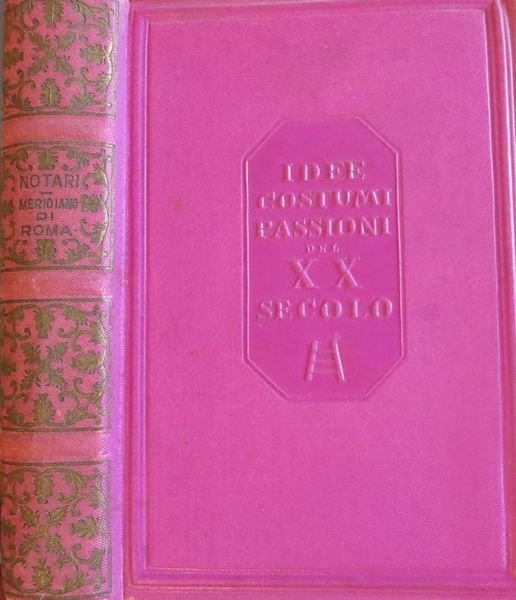 NOTARI
MERIDIANO
DI
ROMA
IDEE
COSTUMI
PASSIONI
DEL
XX
SECOLO